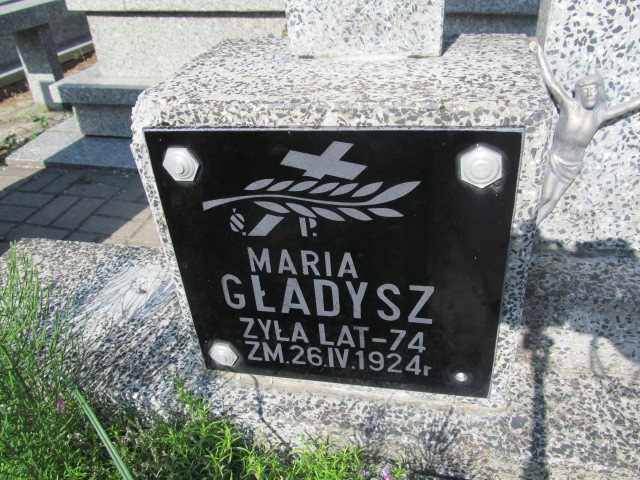 Ś. P.
MARIA
GŁADYSZ
ŻYŁA LAT-74
ZM.26.IV.1924r